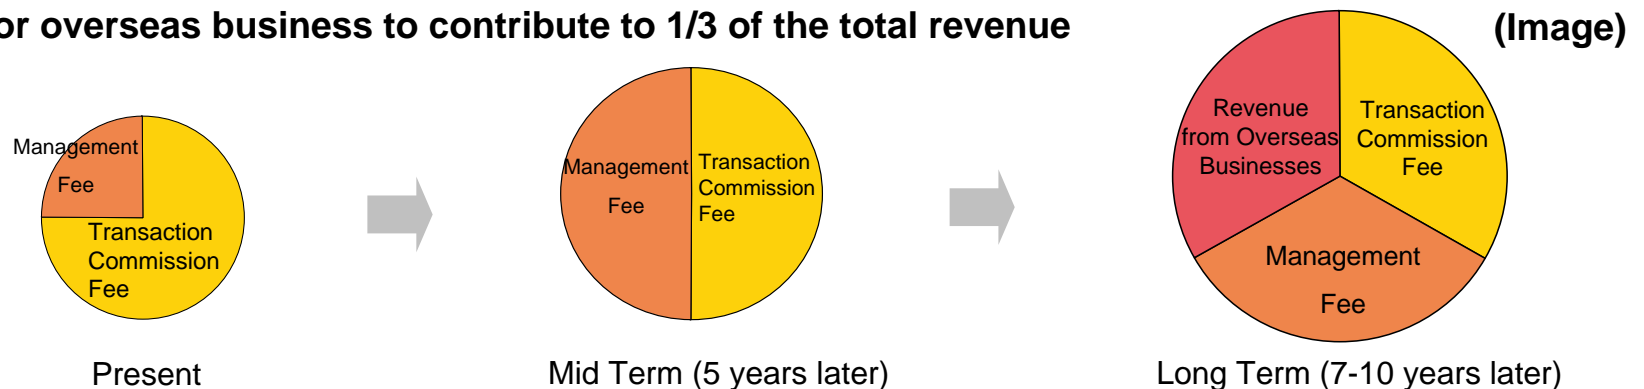 or overseas business to contribute to 1/3 of the total revenue
(Image)
Management
Fee
Transaction
Commission
Fee
Present
Management
Fee
Transaction
Commission
Fee
Mid Term (5 years later)
Revenue
from Overseas
Businesses
Transaction
Commission
Fee
Management
Fee
Long Term (7-10 years later)